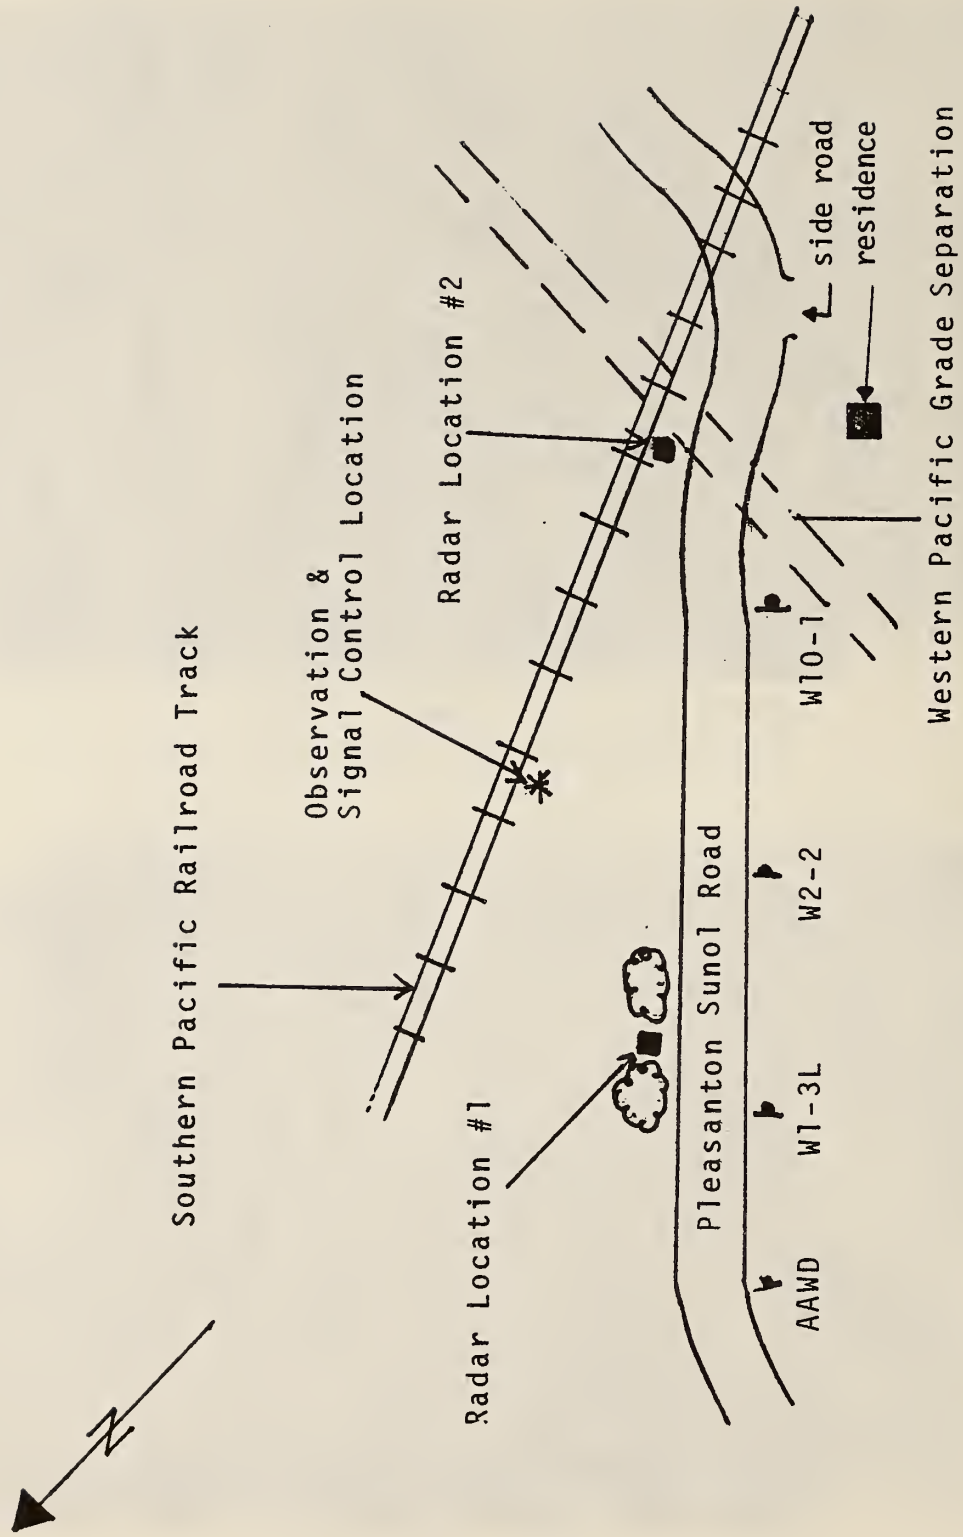 Southern Pacific Railroad Track
Observation &
Signal Control Location
Radar Location #2
Radar Location #1
Pleasanton Sunol Road
AAWD
W1-3L
W2-2
W10-1
side road
residence
Western Pacific Grade Separation
N